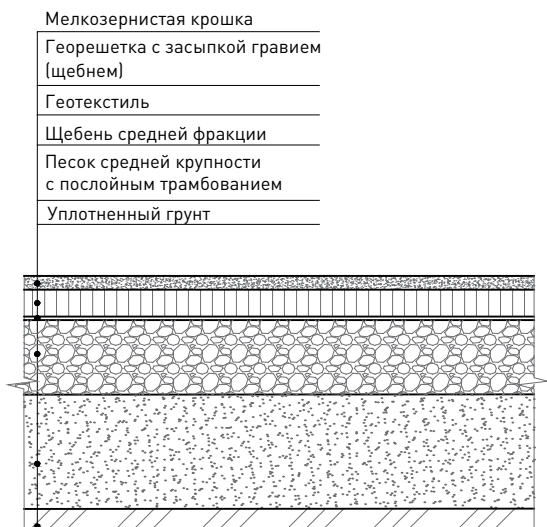 Мелкозернистая крошка
Георешетка с засыпкой гравием
(щебнем)
Геотекстиль
Щебень средней фракции
Песок средней крупности
с послойным трамбованием
Уплотненный грунт